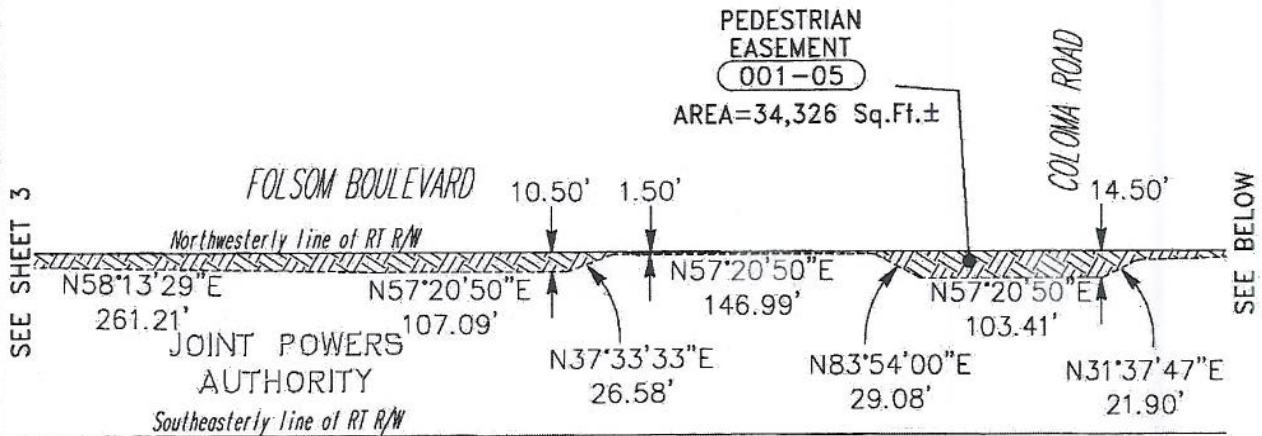 PEDESTRIAN
EASEMENT
001-05
AREA=34,326 Sq.Ft.±
COLOMA ROAD
SEE SHEET 3
FOLSOM BOULEVARD
10.50'
1.50'
14.50'
SEE BELOW
Northwesterly line of RT R/W
N58°13'29"E
261.21'
N57°20'50"E
107.09'
N57°20'50"E
146.99'
N57°20'50"E
103.41'
JOINT POWERS
AUTHORITY
N37°33'33"E
26.58'
N83°54'00"E
29.08'
N31°37'47"E
21.90'
Southeasterly line of RT R/W